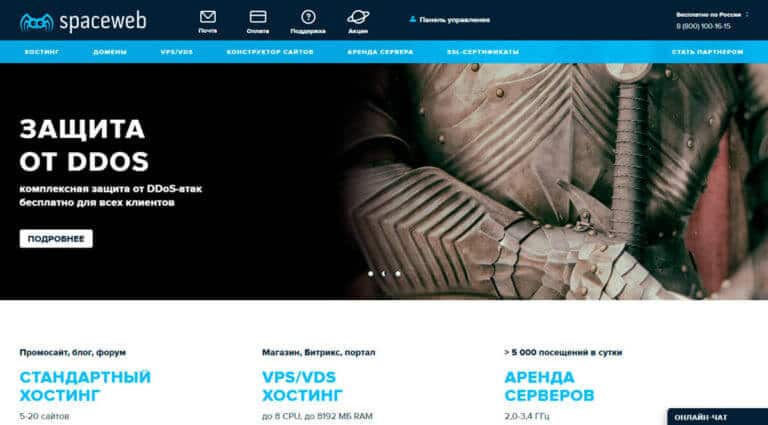 spaceweb
Почта
Оплата
Поддержка
Акции
Панель управления
Бесплатно по России
8 (800) 100-16-15
ХОСТИНГ ДОМЕНЫ VPS/VDS КОНСТРУКТОР САЙТОВ АРЕНДА СЕРВЕРА SSL-СЕРТИФИКАТЫ СТАТЬ ПАРТНЕРОМ
ЗАЩИТА
ОТ DDOS
комплексная защита от DDoS-атак
бесплатно для всех клиентов
ПОДРОБНЕЕ
Промосайт, блог, форум
СТАНДАРТНЫЙ
ХОСТИНГ
5-20 сайтов
Магазин, Битрикс, портал
VPS/VDS
ХОСТИНГ
до 8 CPU, до 8192 МБ RAM
> 5 000 посещений в сутки
АРЕНДА
СЕРВЕРОВ
2,0-3,4 ГГц
ОНЛАЙН-ЧАТ